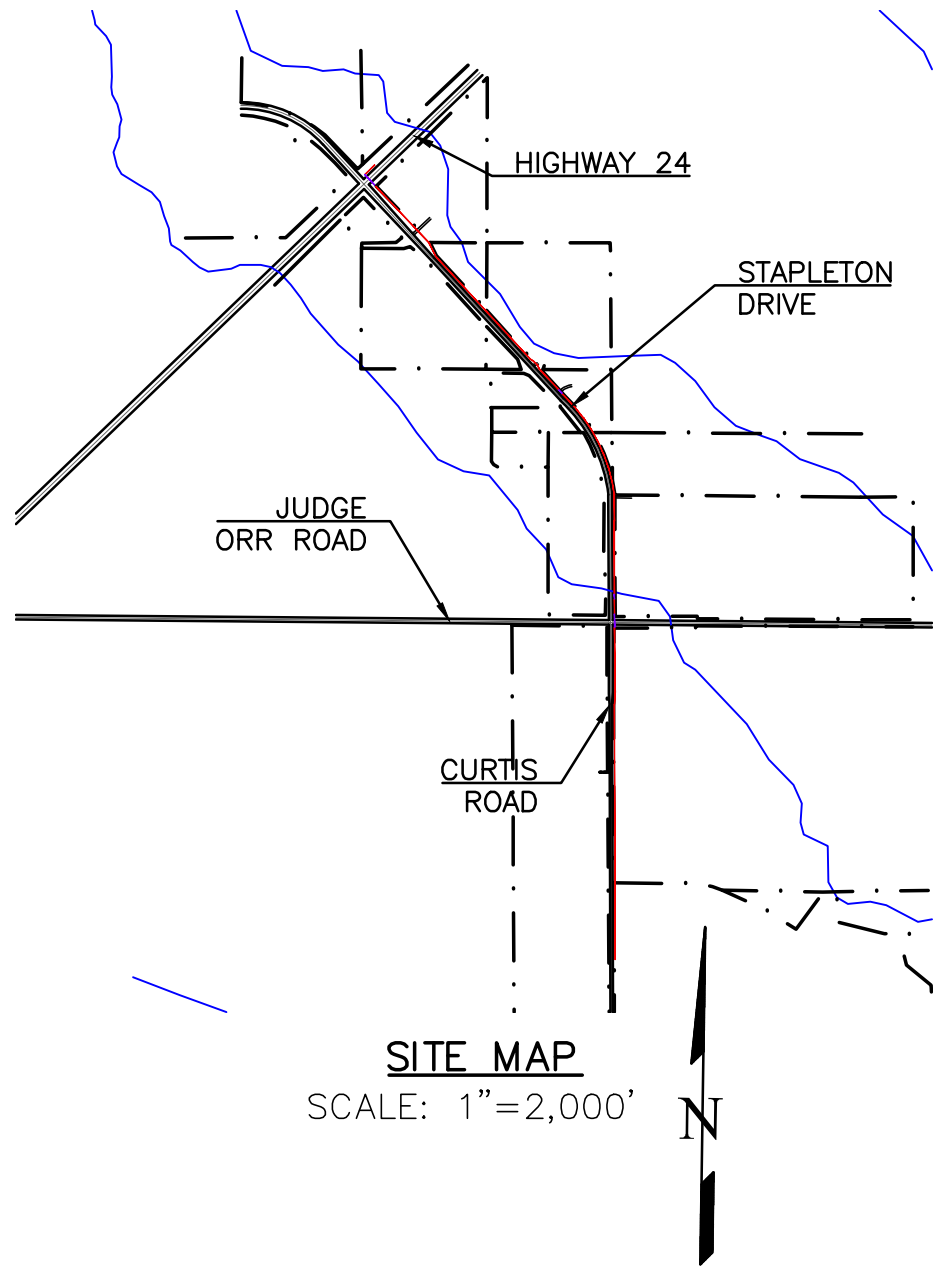 HIGHWAY 24
STAPLETON
DRIVE
JUDGE
ORR ROAD
CURTIS
ROAD
SITE MAP
SCALE: 1"=2,000'
N